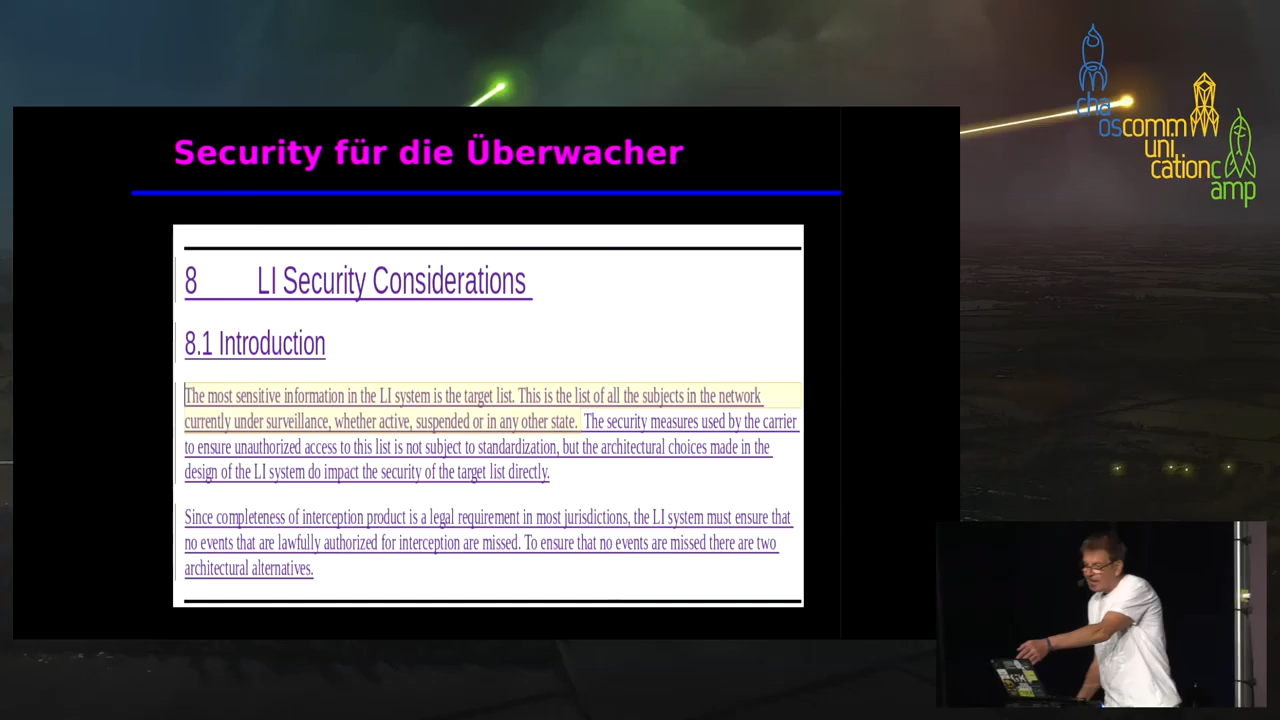 Security für die Überwacher
8 LI Security Considerations
8.1 Introduction
The most sensitive information in the LI system is the target list. This is the list of all the subjects in the network
currently under surveillance, whether active, suspended or in any other state. The security measures used by the carrier
to ensure unauthorized access to this list is not subject to standardization, but the architectural choices made in the
design of the LI system do impact the security of the target list directly.
Since completeness of interception product is a legal requirement in most jurisdictions, the LI system must ensure that
no events that are lawfully authorized for interception are missed. To ensure that no events are missed there are two
architectural alternatives.
cha
oscomm
uni
cationc
amp